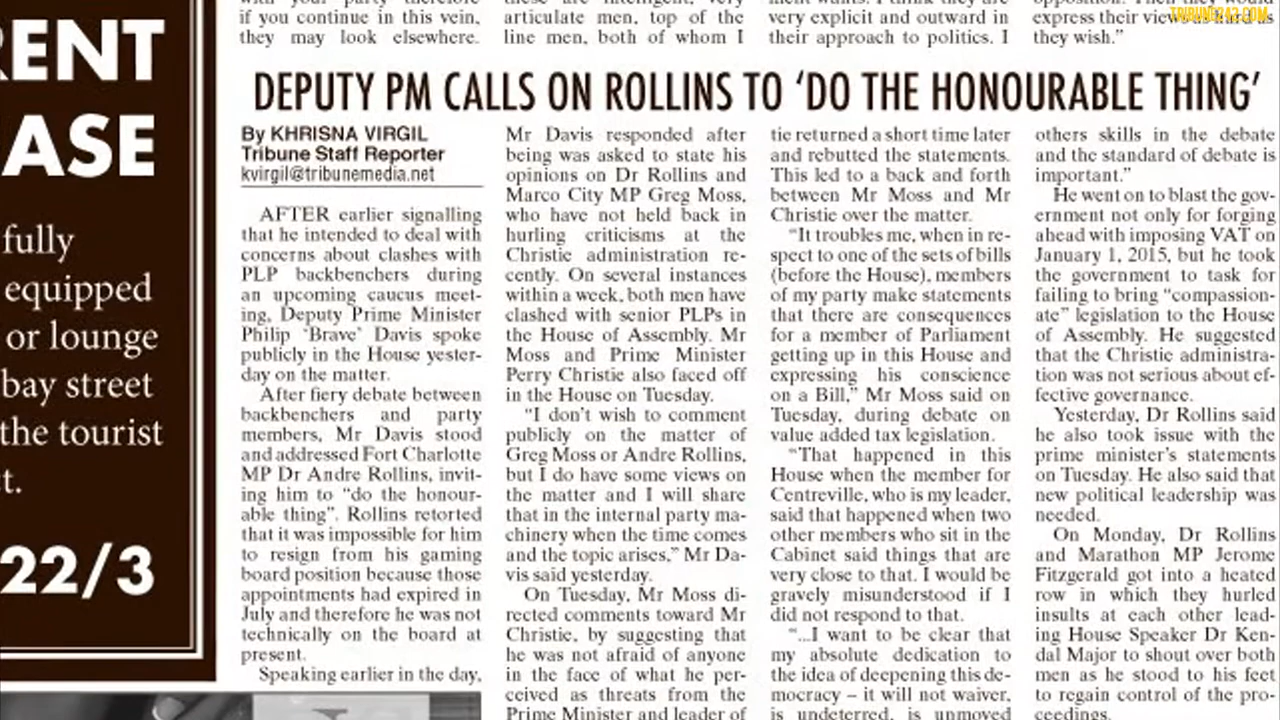 RENT
ASE
fully
equipped
or lounge
bay street
the tourist
t.
22/3
if you continue in this vein,
they may look elsewhere.
these are intelligent, very
articulate men, top of the
line men, both of whom I
ment wants. I think they are
very explicit and outward in
their approach to politics. I
express their
they wish.”
TRIBUNE242.COM
DEPUTY PM CALLS ON ROLLINS TO ‘DO THE HONOURABLE THING’
By KHRISNA VIRGIL
Tribune Staff Reporter
kvirgil@tribunemedia.net
AFTER earlier signalling
that he intended to deal with
concerns about clashes with
PLP backbenchers during
an upcoming caucus meet-
ing, Deputy Prime Minister
Philip ‘Brave’ Davis spoke
publicly in the House yester-
day on the matter.
After fiery debate between
backbenchers and party
members, Mr Davis stood
and addressed Fort Charlotte
MP Dr Andre Rollins, invit-
ing him to “do the honour-
able thing”. Rollins retorted
that it was impossible for him
to resign from his gaming
board position because those
appointments had expired in
July and therefore he was not
technically on the board at
present.
Speaking earlier in the day,
Mr Davis responded after
being was asked to state his
opinions on Dr Rollins and
Marco City MP Greg Moss,
who have not held back in
hurling criticisms at the
Christie administration re-
cently. On several instances
within a week, both men have
clashed with senior PLPs in
the House of Assembly. Mr
Moss and Prime Minister
Perry Christie also faced off
in the House on Tuesday.
“I don’t wish to comment
publicly on the matter of
Greg Moss or Andre Rollins,
but I do have some views on
the matter and I will share
that in the internal party ma-
chinery when the time comes
and the topic arises,” Mr Da-
vis said yesterday.
On Tuesday, Mr Moss di-
rected comments toward Mr
Christie, by suggesting that
he was not afraid of anyone
in the face of what he per-
ceived as threats from the
Prime Minister and leader of
tie returned a short time later
and rebutted the statements.
This led to a back and forth
between Mr Moss and Mr
Christie over the matter.
“It troubles me, when in re-
spect to one of the sets of bills
(before the House), members
of my party make statements
that there are consequences
for a member of Parliament
getting up in this House and
expressing his conscience
on a Bill,” Mr Moss said on
Tuesday, during debate on
value added tax legislation.
“That happened in this
House when the member for
Centreville, who is my leader,
said that happened when two
other members who sit in the
Cabinet said things that are
very close to that. I would be
gravely misunderstood if I
did not respond to that.
“...I want to be clear that
my absolute dedication to
the idea of deepening this de-
mocracy – it will not waiver,
is undeterred, is unmoved
others skills in the debate
and the standard of debate is
important.”
He went on to blast the gov-
ernment not only for forging
ahead with imposing VAT on
January 1, 2015, but he took
the government to task for
failing to bring “compassion-
ate” legislation to the House
of Assembly. He suggested
that the Christie administra-
tion was not serious about ef-
fective governance.
Yesterday, Dr Rollins said
he also took issue with the
prime minister’s statements
on Tuesday. He also said that
new political leadership was
needed.
On Monday, Dr Rollins
and Marathon MP Jerome
Fitzgerald got into a heated
row in which they hurled
insults at each other lead-
ing House Speaker Dr Ken-
dal Major to shout over both
men as he stood to his feet
to regain control of the pro-
ceedings.